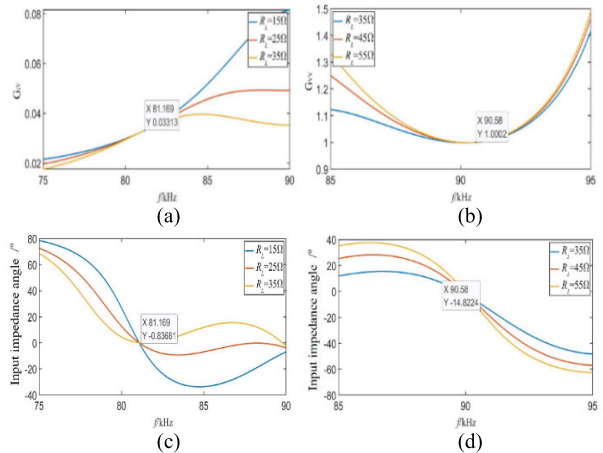 0.08
0.06
0.04
0.02
G_iv
75 80 85 90
f/kHz
R_L=15Ω
R_L=25Ω
R_L=35Ω
X 81.169
Y 0.03313
(a)
1.5
1.4
1.3
1.2
1.1
1
0.9
G_vv
85 90 95
f/kHz
R_L=35Ω
R_L=45Ω
R_L=55Ω
X 90.58
Y 1.0002
(b)
80
60
40
20
0
-20
-40
Input impedance angle /°
75 80 85 90
f/kHz
R_L=15Ω
R_L=25Ω
R_L=35Ω
X 81.169
Y -0.83681
(c)
40
20
0
-20
-40
-60
-80
Input impedance angle /°
85 90 95
f/kHz
R_L=35Ω
R_L=45Ω
R_L=55Ω
X 90.58
Y -14.8224
(d)